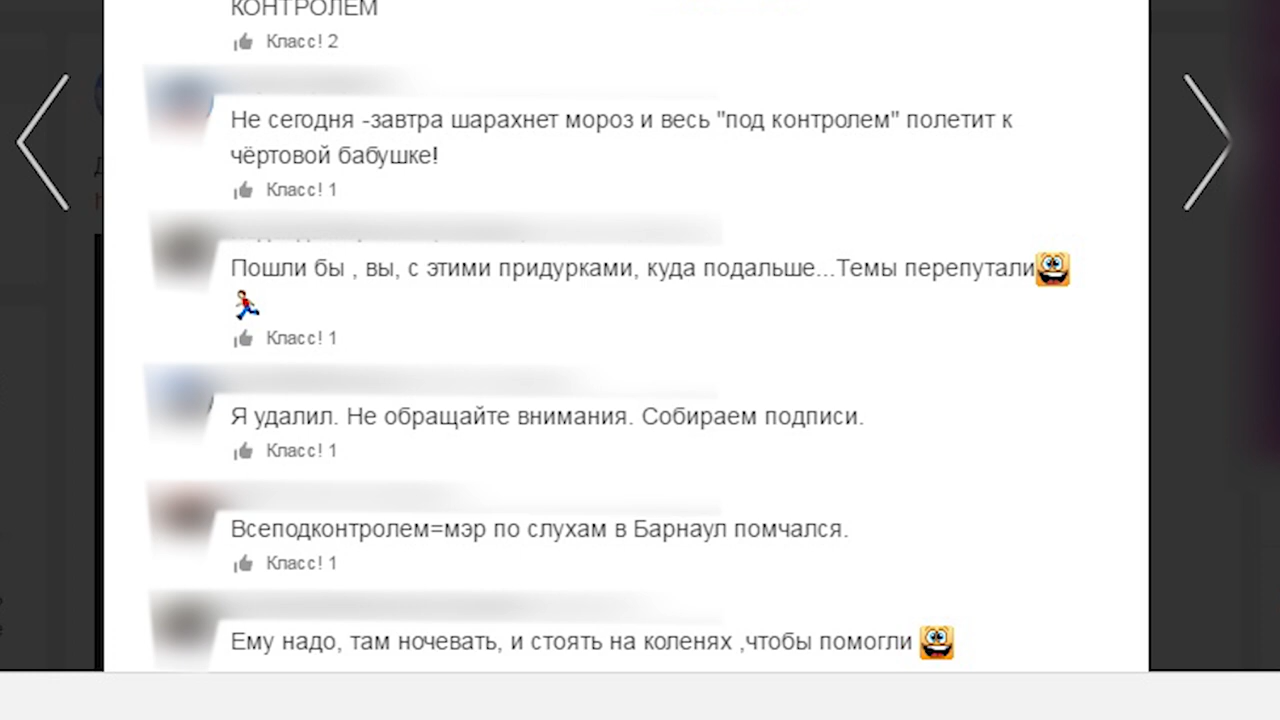 КОНТРОЛЕМ
Класс! 2
Не сегодня -завтра шарахнет мороз и весь "под контролем" полетит к
чёртовой бабушке!
Класс! 1
Пошли бы , вы, с этими придурками, куда подальше...Темы перепутали
Класс! 1
Я удалил. Не обращайте внимания. Собираем подписи.
Класс! 1
Всеподконтролем=мэр по слухам в Барнаул помчался.
Класс! 1
Ему надо, там ночевать, и стоять на коленях ,чтобы помогли